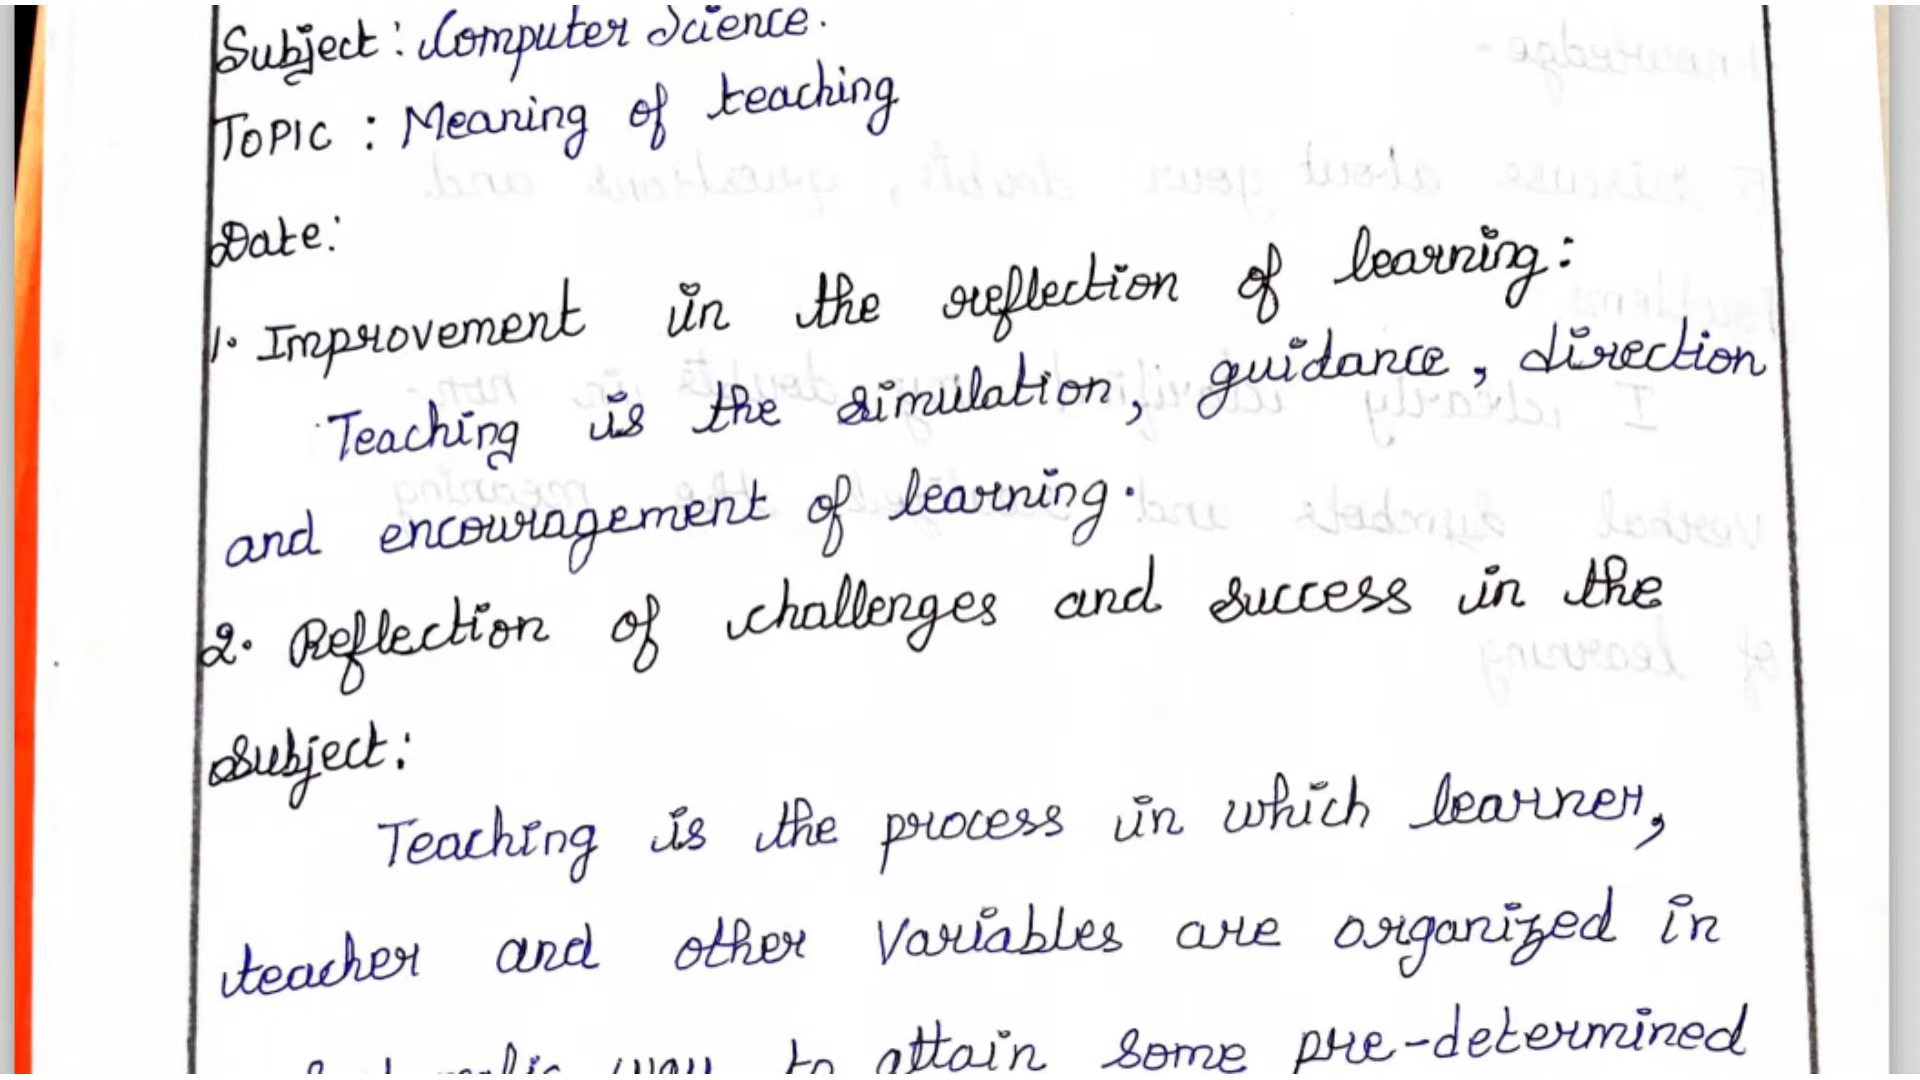 Subject: Computer Science.
TOPIC : Meaning of teaching
Date:
1. Improvement in the reflection of learning:
Teaching is the simulation, guidance, direction
and encouragement of learning.
2. Reflection of challenges and success in the
Subject:
Teaching is the process in which learner,
teacher and other Variables are organized in
way to attain some pre-determined